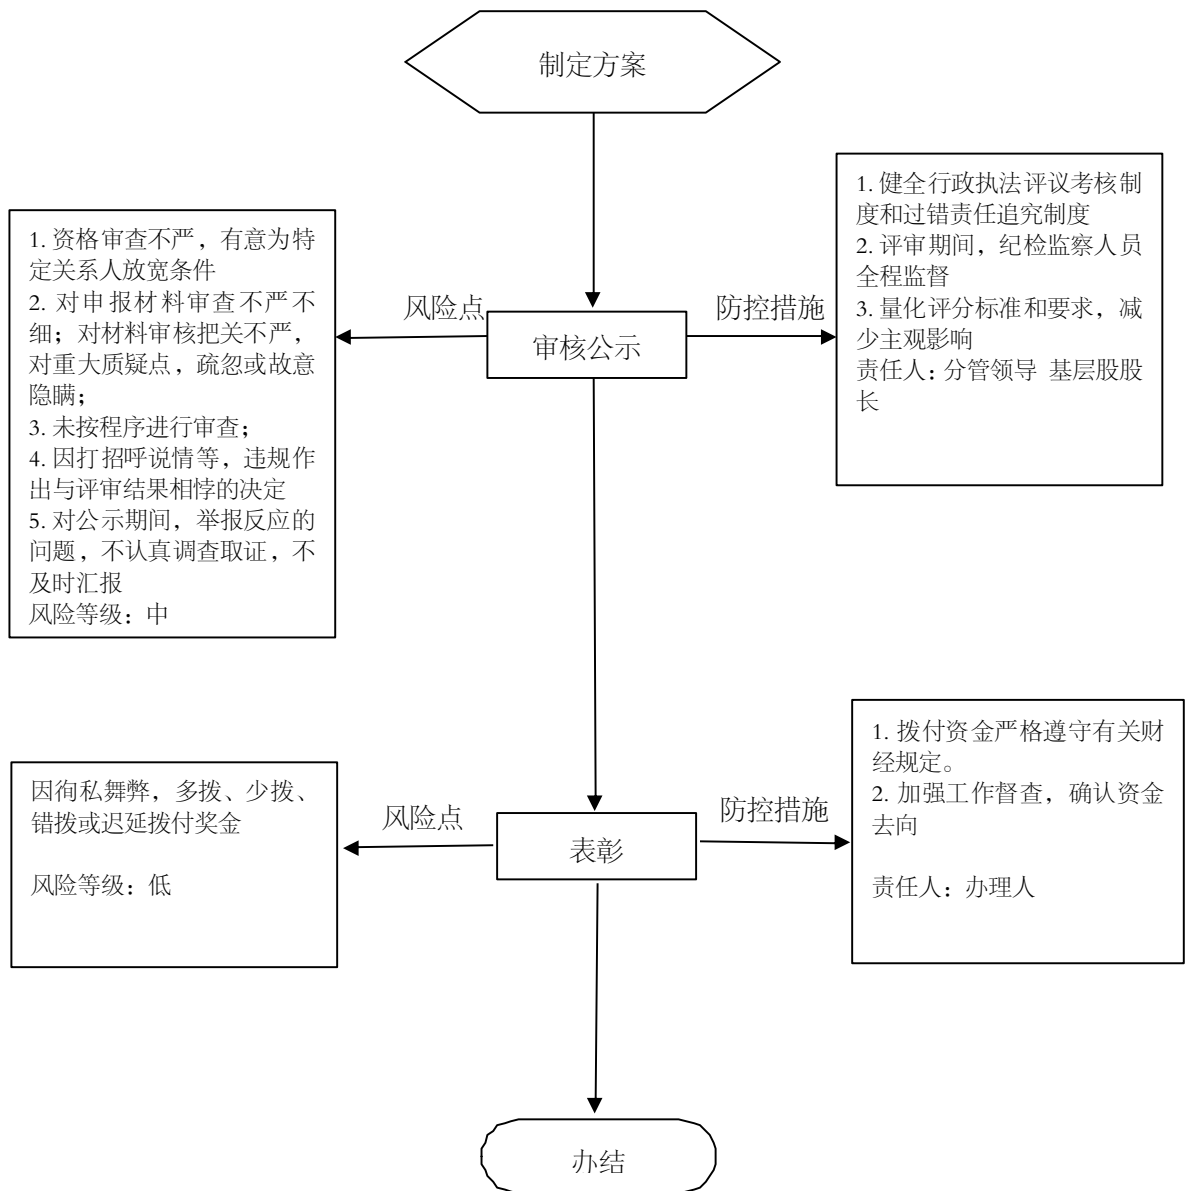 制定方案
1. 资格审查不严，有意为特
定关系人放宽条件
2. 对申报材料审查不严不
细；对材料审核把关不严，
对重大质疑点，疏忽或故意
隐瞒；
3. 未按程序进行审查；
4. 因打招呼说情等，违规作
出与评审结果相悖的决定
5. 对公示期间，举报反应的
问题，不认真调查取证，不
及时汇报
风险等级：中
风险点
审核公示
防控措施
1. 健全行政执法评议考核制
度和过错责任追究制度
2. 评审期间，纪检监察人员
全程监督
3. 量化评分标准和要求，减
少主观影响
责任人：分管领导 基层股股
长
因徇私舞弊，多拨、少拨、
错拨或迟延拨付奖金
风险等级：低
风险点
表彰
防控措施
1. 拨付资金严格遵守有关财
经规定。
2. 加强工作督查，确认资金
去向
责任人：办理人
办结